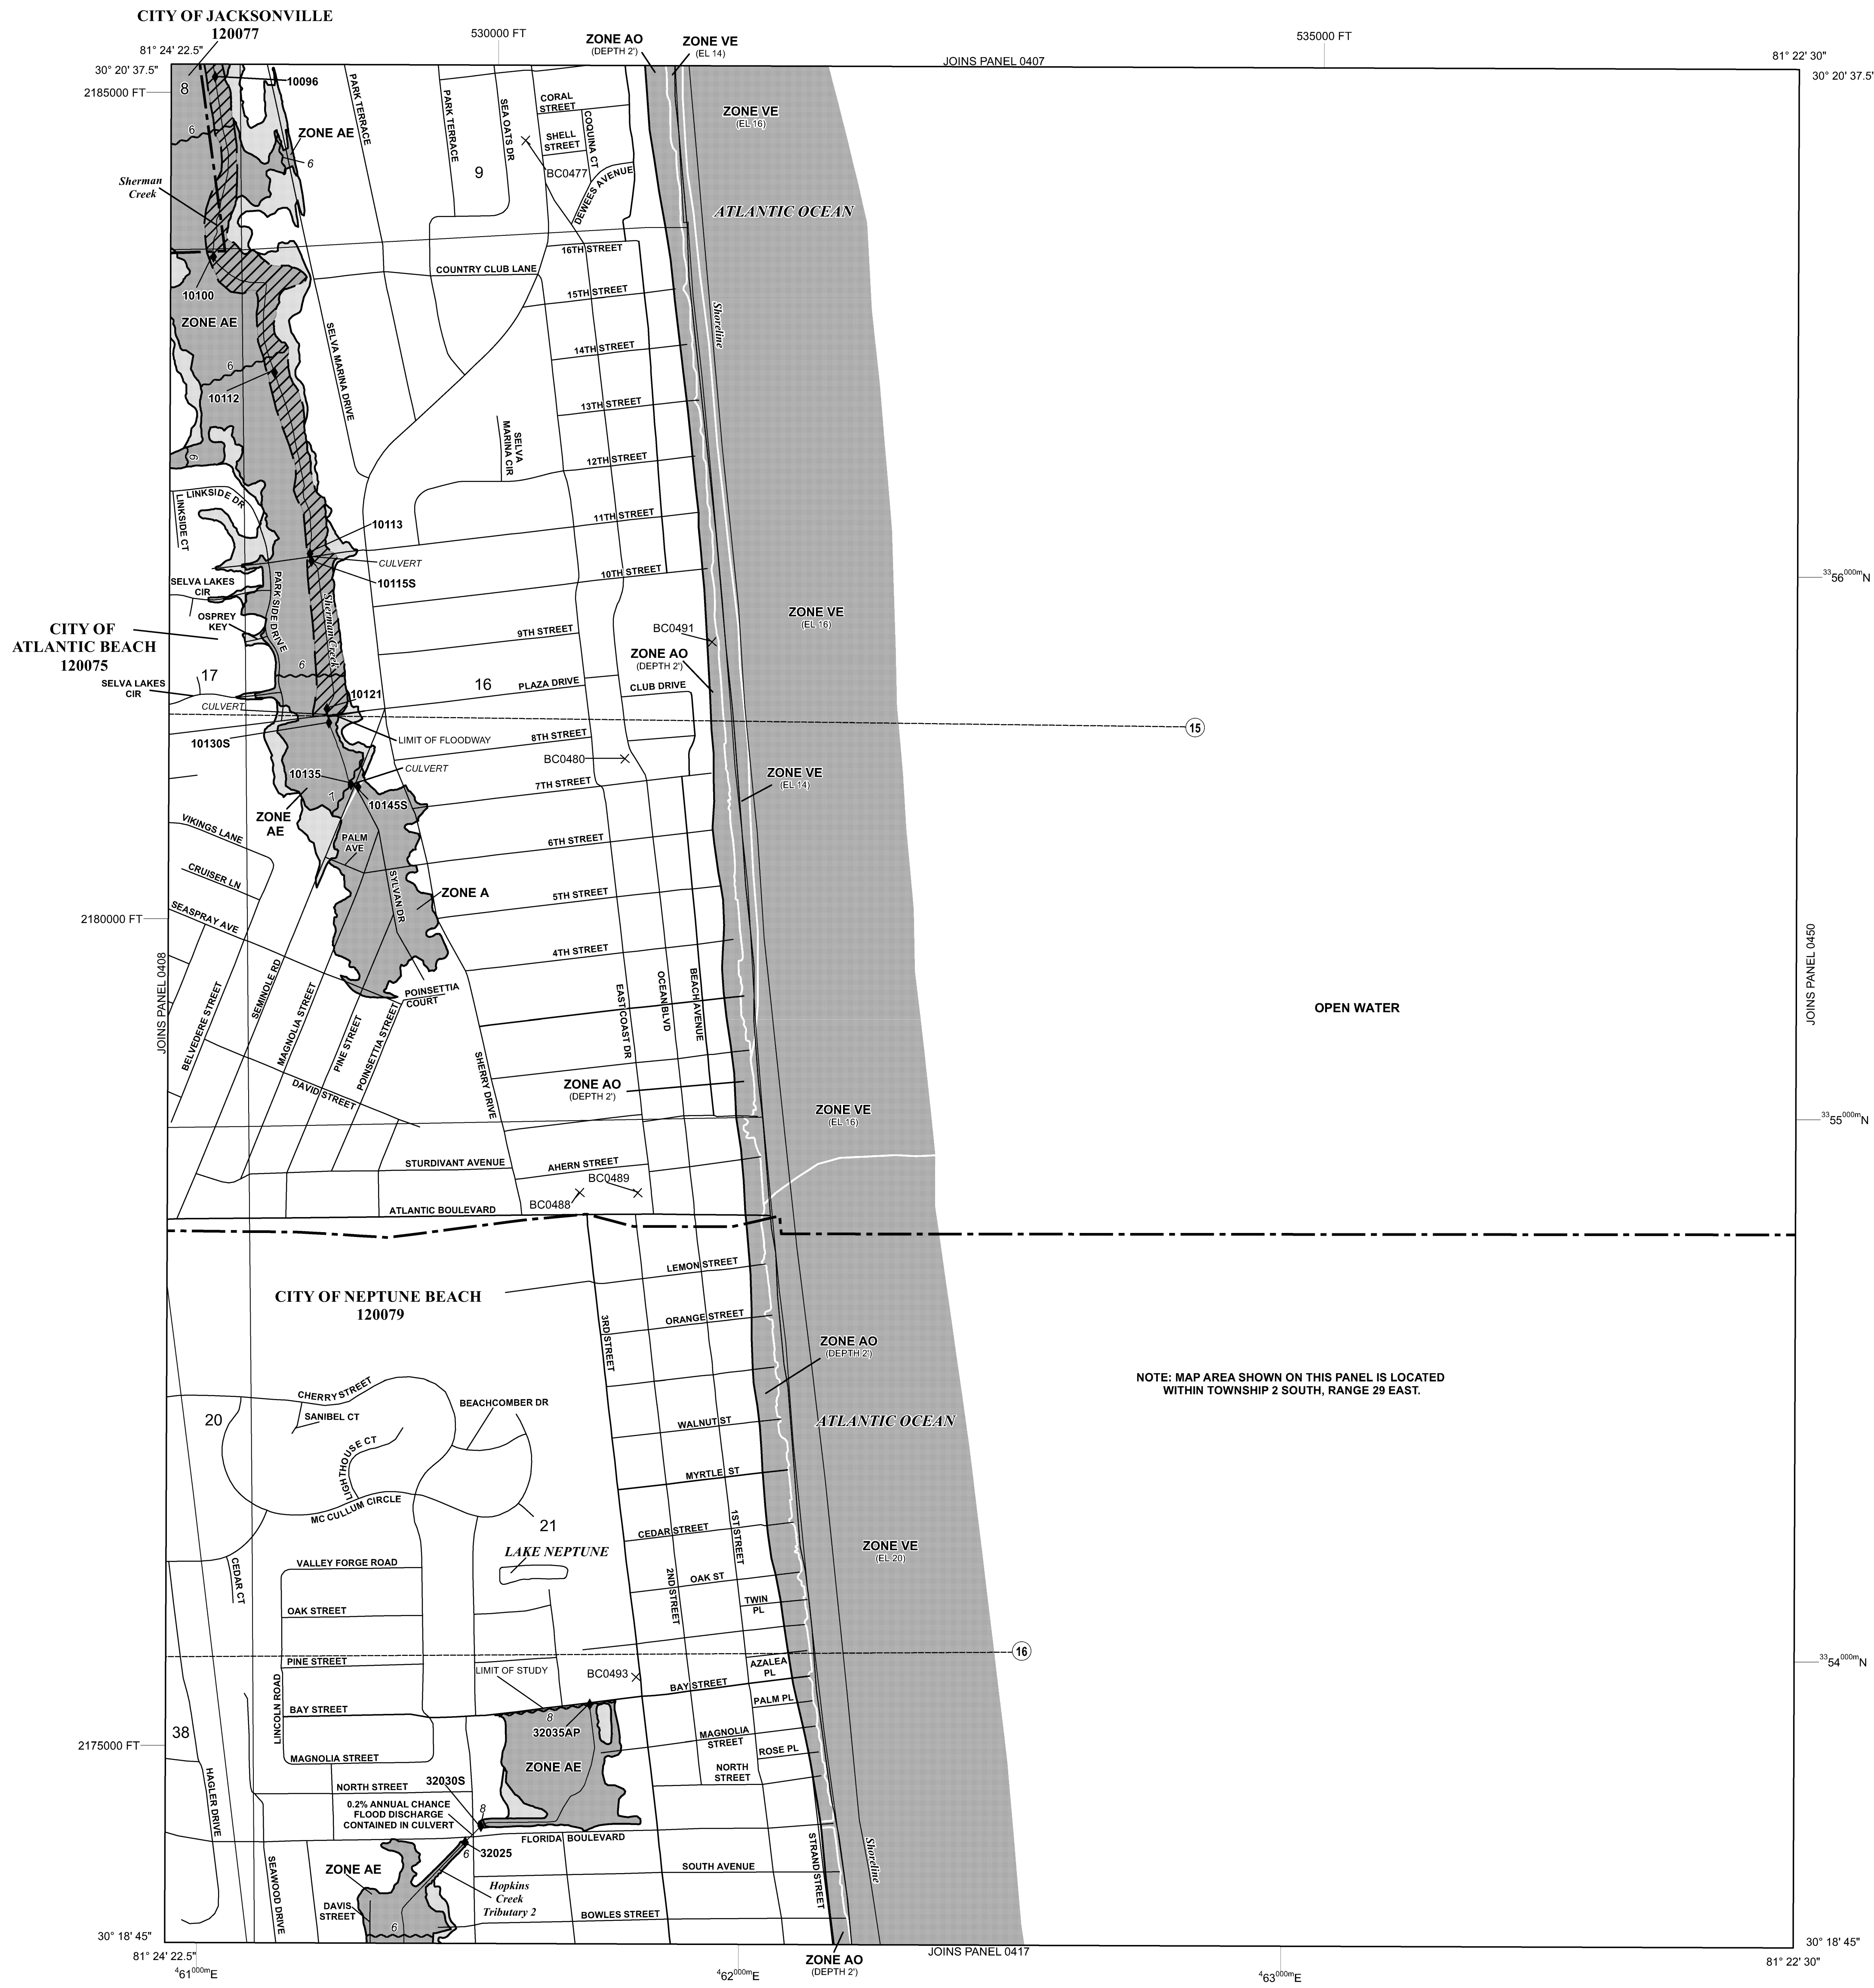 CITY OF JACKSONVILLE
120077
81° 24' 22.5"
530000 FT
ZONE AO
(DEPTH 2')
ZONE VE
(EL 14)
535000 FT
81° 22' 30"
JOINS PANEL 0407
30° 20' 37.5"
30° 20' 37.5"
2185000 FT
8
10096
6
ZONE AE
6
PARK TERRACE
PARK TERRACE
SEA OATS DR
CORAL
STREET
SHELL
STREET
COQUINA CT
BC0477
DEWEES AVENUE
9
ZONE VE
(EL 16)
Sherman
Creek
ATLANTIC OCEAN
16TH STREET
COUNTRY CLUB LANE
10100
15TH STREET
ZONE AE
Shoreline
SELVA MARINA DRIVE
14TH STREET
6
10112
13TH STREET
SELVA
MARINA CIR
12TH STREET
6
LINKSIDE DR
LINKSIDE CT
11TH STREET
10113
CULVERT
10TH STREET
10115S
SELVA LAKES
CIR
PARK SIDE DRIVE
Sherman Creek
OSPREY
KEY
33 56 000m N
ZONE VE
(EL 16)
CITY OF
ATLANTIC BEACH
120075
9TH STREET
BC0491
ZONE AO
(DEPTH 2')
6
17
SELVA LAKES
CIR
16
PLAZA DRIVE
CLUB DRIVE
10121
CULVERT
15
10130S
LIMIT OF FLOODWAY
8TH STREET
BC0480
10135
CULVERT
7TH STREET
ZONE VE
(EL 14)
7
10145S
ZONE
AE
VIKINGS LANE
PALM
AVE
6TH STREET
CRUISER LN
SYLVAN DR
ZONE A
5TH STREET
SEASPRAY AVE
2180000 FT
4TH STREET
JOINS PANEL 0408
JOINS PANEL 0450
BELVEDERE STREET
SEMINOLE RD
MAGNOLIA STREET
PINE STREET
POINSETTIA STREET
POINSETTIA
COURT
EAST COAST DR
OCEAN BLVD
BEACH AVENUE
OPEN WATER
DAVID STREET
SHERRY DRIVE
ZONE AO
(DEPTH 2')
ZONE VE
(EL 16)
33 55 000m N
STURDIVANT AVENUE
AHERN STREET
BC0489
BC0488
ATLANTIC BOULEVARD
LEMON STREET
CITY OF NEPTUNE BEACH
120079
3RD STREET
ORANGE STREET
ZONE AO
(DEPTH 2')
NOTE: MAP AREA SHOWN ON THIS PANEL IS LOCATED
WITHIN TOWNSHIP 2 SOUTH, RANGE 29 EAST.
CHERRY STREET
SANIBEL CT
BEACHCOMBER DR
20
WALNUT ST
ATLANTIC OCEAN
LIGHTHOUSE CT
MYRTLE ST
MC CULLUM CIRCLE
21
CEDAR STREET
1ST STREET
LAKE NEPTUNE
ZONE VE
(EL 20)
CEDAR CT
VALLEY FORGE ROAD
2ND STREET
OAK ST
TWIN
PL
OAK STREET
16
PINE STREET
LIMIT OF STUDY
BC0493
AZALEA
PL
33 54 000m N
LINCOLN ROAD
BAY STREET
BAY STREET
PALM PL
8
32035AP
38
MAGNOLIA
STREET
2175000 FT
MAGNOLIA STREET
ROSE PL
ZONE AE
NORTH
STREET
HAGLER DRIVE
NORTH STREET
32030S
0.2% ANNUAL CHANCE
FLOOD DISCHARGE
CONTAINED IN CULVERT
8
FLORIDA BOULEVARD
6
32025
STRAND STREET
Shoreline
SEAWOOD DRIVE
ZONE AE
SOUTH AVENUE
Hopkins
Creek
Tributary 2
DAVIS
STREET
BOWLES STREET
6
30° 18' 45"
30° 18' 45"
81° 24' 22.5"
ZONE AO
(DEPTH 2')
JOINS PANEL 0417
81° 22' 30"
4 61 000m E
4 62 000m E
4 63 000m E